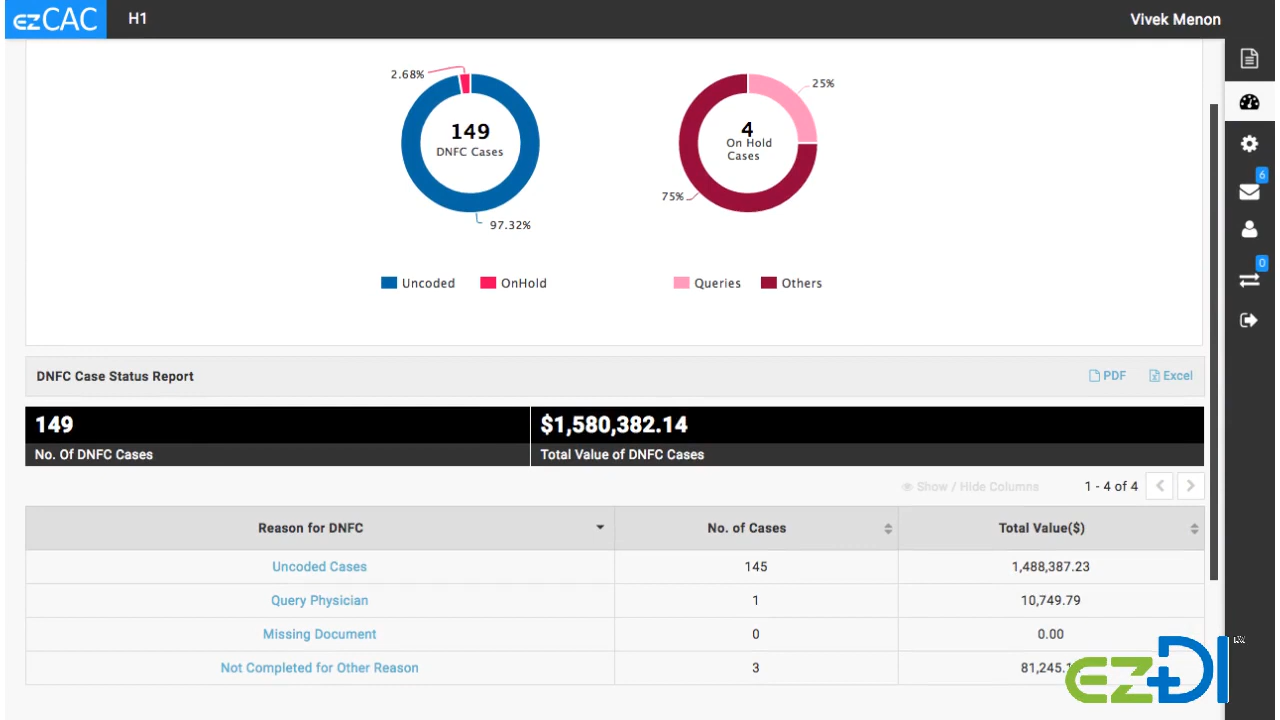 ezCAC H1 Vivek Menon
2.68%
25%
149
DNFC Cases
4
On Hold
Cases
75%
97.32%
Uncoded OnHold Queries Others
6
0
DNFC Case Status Report PDF Excel
149 $1,580,382.14
No. Of DNFC Cases Total Value of DNFC Cases
Show / Hide Columns 1 - 4 of 4
Reason for DNFC No. of Cases Total Value($)
Uncoded Cases 145 1,488,387.23
Query Physician 1 10,749.79
Missing Document 0 0.00
Not Completed for Other Reason 3 81,245.
ezDI